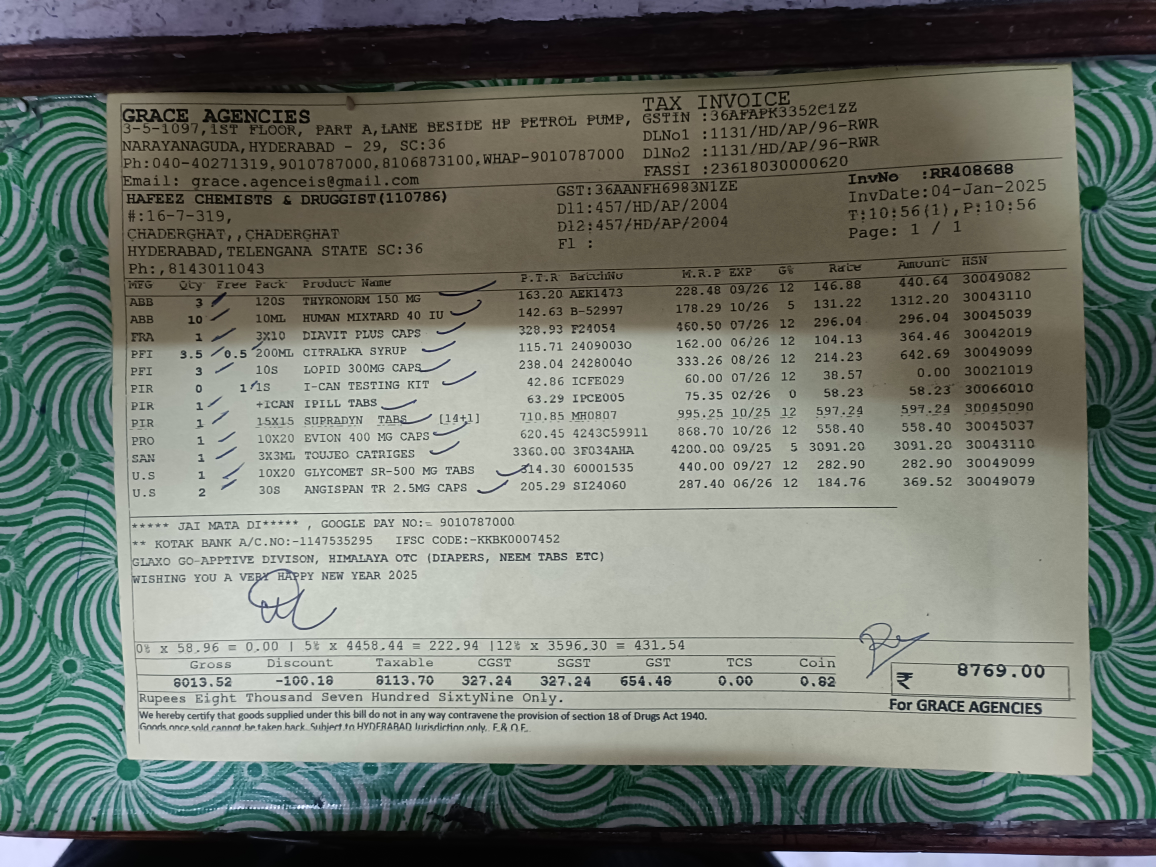 GRACE AGENCIES
3-5-1097,1ST FLOOR, PART A,LANE BESIDE HP PETROL PUMP,
NARAYANAGUDA,HYDERABAD - 29, SC:36
Ph:040-40271319,9010787000,8106873100,WHAP-9010787000
Email: grace.agenceis@gmail.com
TAX INVOICE
GSTIN :36AFAPK3352C1ZZ
DLNo1 :1131/HD/AP/96-RWR
DlNo2 :1131/HD/AP/96-RWR
FASSI :23618030000620
HAFEEZ CHEMISTS & DRUGGIST(110786)
#:16-7-319,
CHADERGHAT,,CHADERGHAT
HYDERABAD,TELENGANA STATE SC:36
Ph:,8143011043
GST:36AANFH6983N1ZE
Dl1:457/HD/AP/2004
Dl2:457/HD/AP/2004
Fl :
InvNo :RR408688
InvDate:04-Jan-2025
T:10:56(1),P:10:56
Page: 1 / 1
MFG Qty Free Pack Product Name P.T.R BatchNo M.R.P EXP G% Rate Amount HSN
ABB 3 120S THYRONORM 150 MG 163.20 AEK1473 228.48 09/26 12 146.88 440.64 30049082
ABB 10 10ML HUMAN MIXTARD 40 IU 142.63 B-52997 178.29 10/26 5 131.22 1312.20 30043110
FRA 1 3X10 DIAVIT PLUS CAPS 328.93 F24054 460.50 07/26 12 296.04 296.04 30045039
PFI 3.5 0.5 200ML CITRALKA SYRUP 115.71 24090030 162.00 06/26 12 104.13 364.46 30042019
PFI 3 10S LOPID 300MG CAPS 238.04 24280040 333.26 08/26 12 214.23 642.69 30049099
PIR 0 1 1S I-CAN TESTING KIT 42.86 ICFE029 60.00 07/26 12 38.57 0.00 30021019
PIR 1 +ICAN IPILL TABS 63.29 IPCE005 75.35 02/26 0 58.23 58.23 30066010
PIR 1 15X15 SUPRADYN TABS [14+1] 710.85 MH0807 995.25 10/25 12 597.24 597.24 30045090
PRO 1 10X20 EVION 400 MG CAPS 620.45 4243C59911 868.70 10/26 12 558.40 558.40 30045037
SAN 1 3X3ML TOUJEO CATRIGES 3360.00 3F034AHA 4200.00 09/25 5 3091.20 3091.20 30043110
U.S 1 10X20 GLYCOMET SR-500 MG TABS 314.30 60001535 440.00 09/27 12 282.90 282.90 30049099
U.S 2 30S ANGISPAN TR 2.5MG CAPS 205.29 SI24060 287.40 06/26 12 184.76 369.52 30049079
***** JAI MATA DI***** , GOOGLE PAY NO:- 9010787000
** KOTAK BANK A/C.NO:-1147535295 IFSC CODE:-KKBK0007452
GLAXO GO-APPTIVE DIVISON, HIMALAYA OTC (DIAPERS, NEEM TABS ETC)
WISHING YOU A VERY HAPPY NEW YEAR 2025
0% x 58.96 = 0.00 | 5% x 4458.44 = 222.94 |12% x 3596.30 = 431.54
Gross Discount Taxable CGST SGST GST TCS Coin
8013.52 -100.18 8113.70 327.24 327.24 654.48 0.00 0.82
₹ 8769.00
Rupees Eight Thousand Seven Hundred SixtyNine Only.
For GRACE AGENCIES
We hereby certify that goods supplied under this bill do not in any way contravene the provision of section 18 of Drugs Act 1940.
Goods once sold cannot be taken back. Subject to HYDERABAD Jurisdiction only. E & O.E.